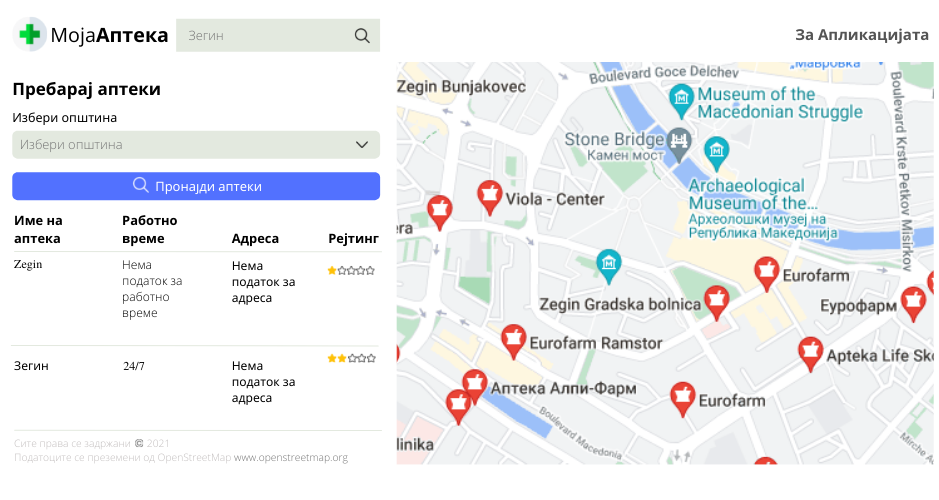 МојаАптека
Зегин
За Апликацијата
Пребарај аптеки
Избери општина
Избери општина
Пронајди аптеки
Име на
аптека
Работно
време
Адреса
Рејтинг
Zegin
Нема
податок за
работно
време
Нема
податок за
адреса
Зегин
24/7
Нема
податок за
адреса
Сите права се задржани © 2021
Податоците се преземени од OpenStreetMap www.openstreetmap.org
Zegin Bunjakovec
Boulevard Goce Delchev
Мавровка
Museum of the
Macedonian Struggle
Boulevard Krste Petkov Misirkov
Stone Bridge
Камен мост
Archaeological
Museum of the...
Археолошки музеј на
Република Македонија
Viola - Center
era
Eurofarm
Zegin Gradska bolnica
Еурофарм
Eurofarm Ramstor
Apteka Life Sko
Аптека Алпи-Фарм
Eurofarm
Boulevard Macedonia
linika
Mirche